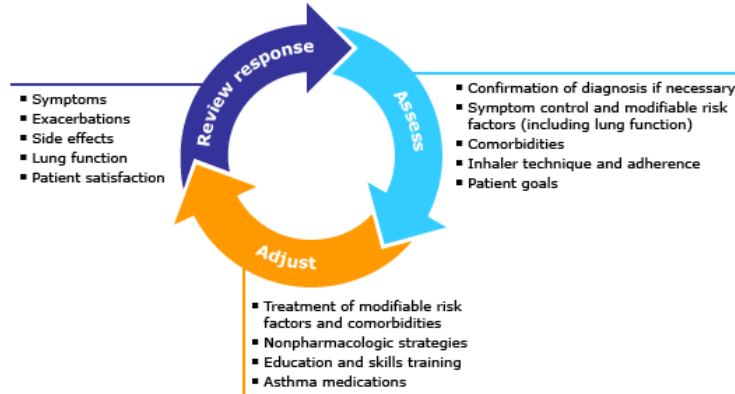 Review response
▪ Symptoms
▪ Exacerbations
▪ Side effects
▪ Lung function
▪ Patient satisfaction
Assess
▪ Confirmation of diagnosis if necessary
▪ Symptom control and modifiable risk
factors (including lung function)
▪ Comorbidities
▪ Inhaler technique and adherence
▪ Patient goals
Adjust
▪ Treatment of modifiable risk
factors and comorbidities
▪ Nonpharmacologic strategies
▪ Education and skills training
▪ Asthma medications